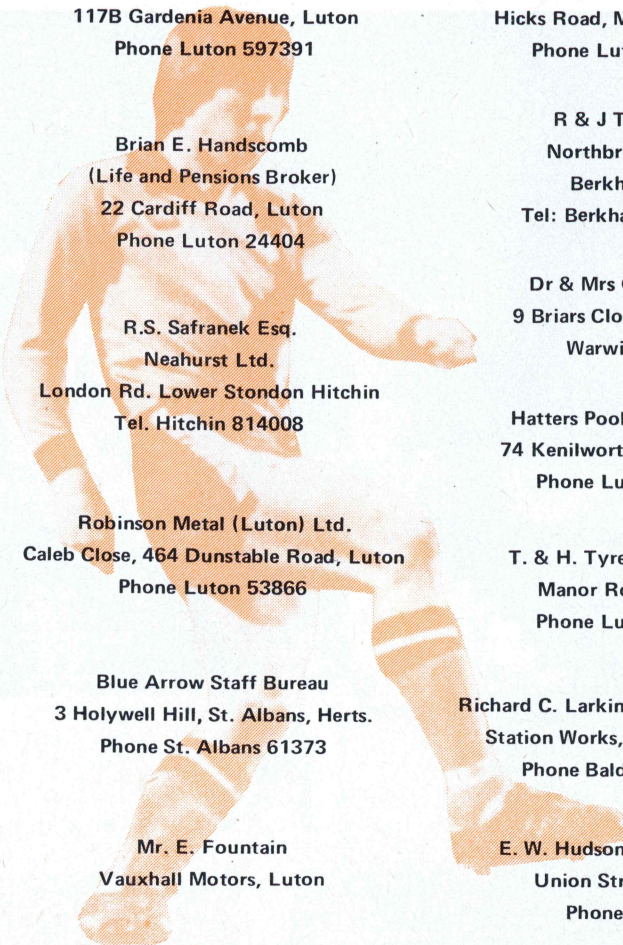 117B Gardenia Avenue, Luton
Phone Luton 597391
Brian E. Handscomb
(Life and Pensions Broker)
22 Cardiff Road, Luton
Phone Luton 24404
R.S. Safranek Esq.
Neahurst Ltd.
London Rd. Lower Stondon Hitchin
Tel. Hitchin 814008
Robinson Metal (Luton) Ltd.
Caleb Close, 464 Dunstable Road, Luton
Phone Luton 53866
Blue Arrow Staff Bureau
3 Holywell Hill, St. Albans, Herts.
Phone St. Albans 61373
Mr. E. Fountain
Vauxhall Motors, Luton
Hicks Road,
Phone
R & J
Dr & Mrs
9 Briars
Hatters
74
Phone
T. & H.
Manor
Phone
Richard C.
Station Works,
Phone
E. W.
Union
Phone